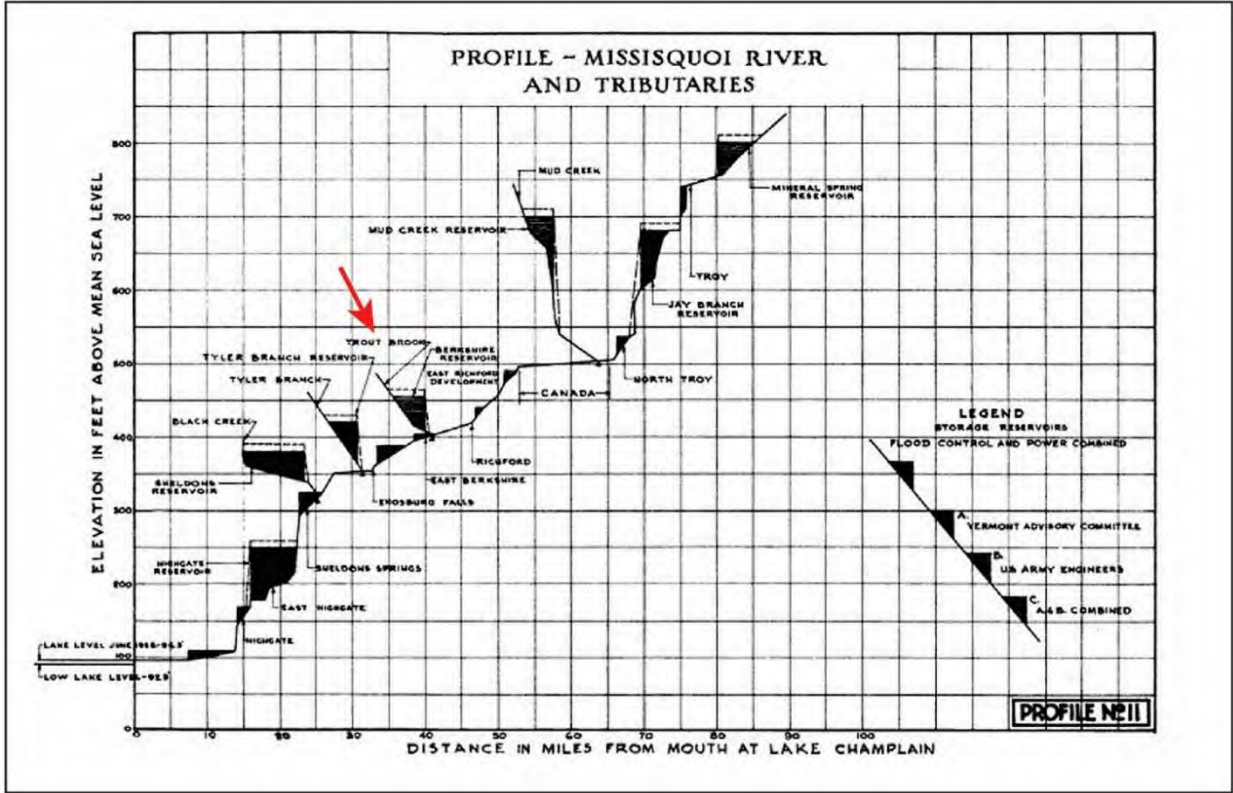 PROFILE - MISSISQUOI RIVER
AND TRIBUTARIES
ELEVATION IN FEET ABOVE MEAN SEA LEVEL
800
700
600
500
400
300
200
100
0
MUD CREEK
MUD CREEK RESERVOIR
MINERAL SPRING
RESERVOIR
TROY
JAY BRANCH
RESERVOIR
TROUT BROOK
BERKSHIRE
RESERVOIR
TYLER BRANCH RESERVOIR
EAST RICHFORD
DEVELOPMENT
TYLER BRANCH
CANADA
NORTH TROY
BLACK CREEK
RICHFORD
SHELDONS
RESERVOIR
EAST BERKSHIRE
ENOSBURG FALLS
HIGHGATE
RESERVOIR
SHELDONS SPRINGS
EAST HIGHGATE
HIGHGATE
LOW LAKE LEVEL-92.5'
LEGEND
STORAGE RESERVOIRS
FLOOD CONTROL AND POWER COMBINED
A.
VERMONT ADVISORY COMMITTEE
B.
U.S ARMY ENGINEERS
C.
A.&B. COMBINED
PROFILE Nº 11
0 10 20 30 40 50 60 70 80 90 100
DISTANCE IN MILES FROM MOUTH AT LAKE CHAMPLAIN